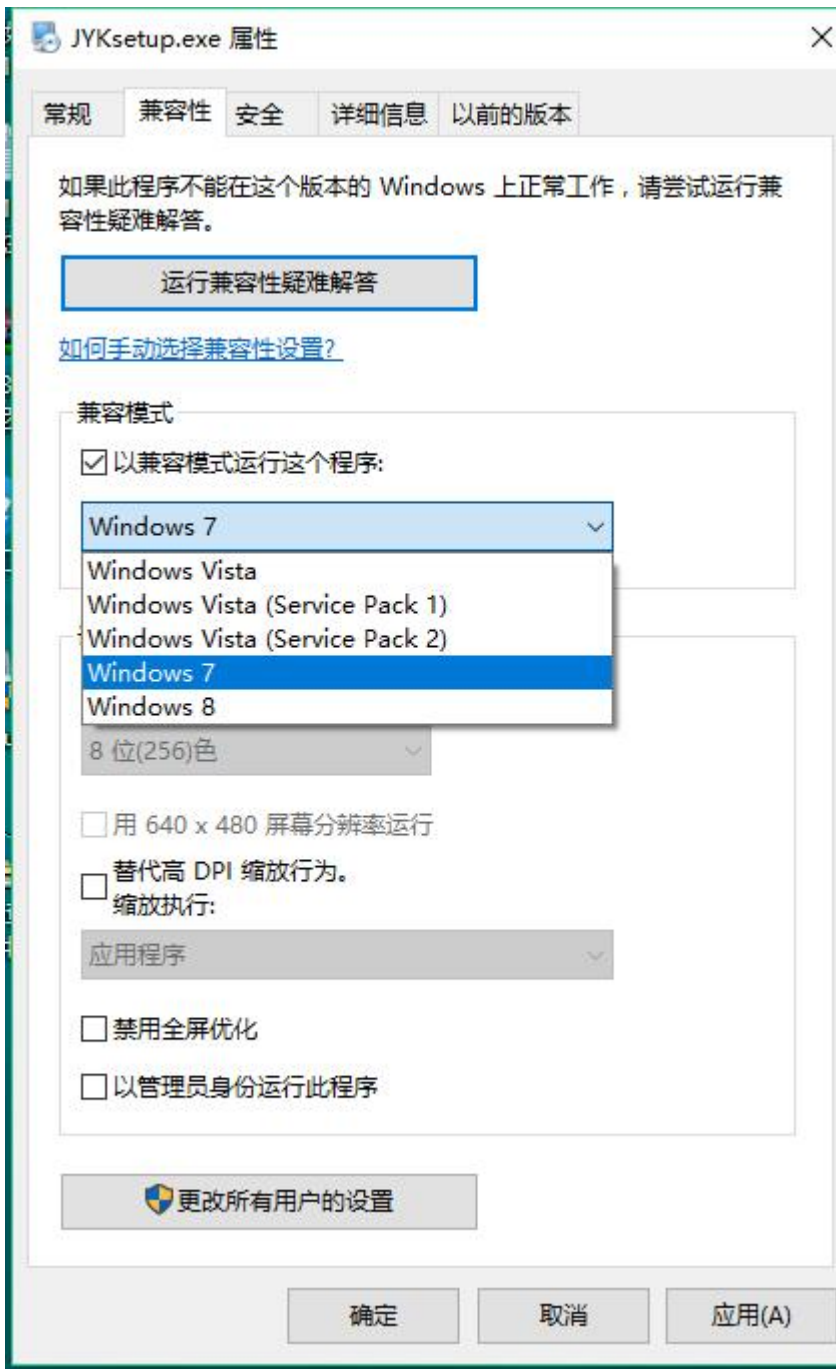 JYKsetup.exe 属性
常规
兼容性
安全
详细信息
以前的版本
如果此程序不能在这个版本的 Windows 上正常工作，请尝试运行兼
容性疑难解答。
运行兼容性疑难解答
如何手动选择兼容性设置?
兼容模式
以兼容模式运行这个程序:
Windows 7
Windows Vista
Windows Vista (Service Pack 1)
Windows Vista (Service Pack 2)
Windows 7
Windows 8
8 位(256)色
用 640 x 480 屏幕分辨率运行
替代高 DPI 缩放行为。
缩放执行:
应用程序
禁用全屏优化
以管理员身份运行此程序
更改所有用户的设置
确定
取消
应用(A)